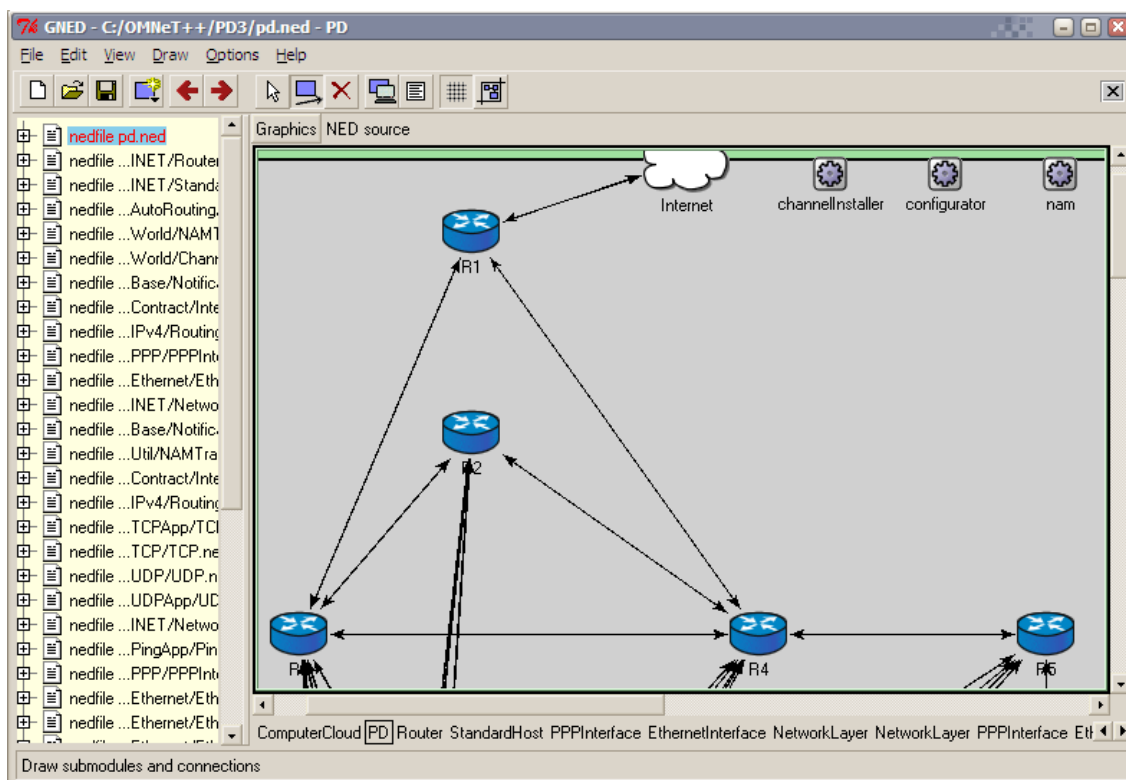 GNED - C:/OMNeT++/PD3/pd.ned - PD
File Edit View Draw Options Help
nedfile pd.ned
nedfile ...INET/Router
nedfile ...INET/Standa
nedfile ...AutoRouting.
nedfile ...World/NAMT
nedfile ...World/Chanr
nedfile ...Base/Notific.
nedfile ...Contract/Inte
nedfile ...IPv4/Routing
nedfile ...PPP/PPPInt
nedfile ...Ethernet/Eth
nedfile ...INET/Netwo
nedfile ...Base/Notific.
nedfile ...Util/NAMTra
nedfile ...Contract/Inte
nedfile ...IPv4/Routing
nedfile ...TCPApp/TCI
nedfile ...TCP/TCP.ne
nedfile ...UDP/UDP.n
nedfile ...UDPApp/UD
nedfile ...INET/Netwo
nedfile ...PingApp/Pin
nedfile ...PPP/PPPInt
nedfile ...Ethernet/Eth
nedfile ...Ethernet/Eth
Graphics NED source
Internet channelInstaller configurator nam
R1
R2
R4 R5
ComputerCloud PD Router StandardHost PPPInterface EthernetInterface NetworkLayer NetworkLayer PPPInterface Eth
Draw submodules and connections